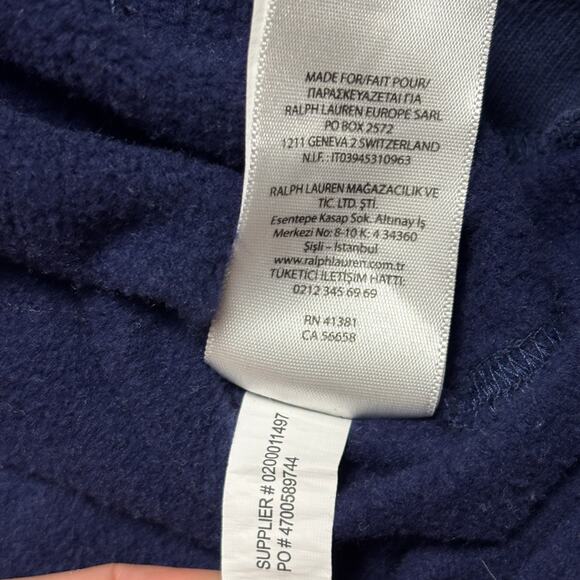 MADE FOR/FAIT POUR/
ΠΑΡΑΣΚΕΥΑΖΕΤΑΙ ΓΙΑ
RALPH LAUREN EUROPE SARL
PO BOX 2572
1211 GENEVA 2 SWITZERLAND
N.I.F.: IT03945310963
RALPH LAUREN MAĞAZACILIK VE
TİC. LTD. ŞTİ.
Esentepe Kasap Sok. Altınay İş
Merkezi No: 8-10 K: 4 34360
Şişli - İstanbul
www.ralphlauren.com.tr
TÜKETİCİ İLETİŞİM HATTI:
0212 345 69 69
RN 41381
CA 56658
SUPPLIER # 0200011497
PO # 4700589744